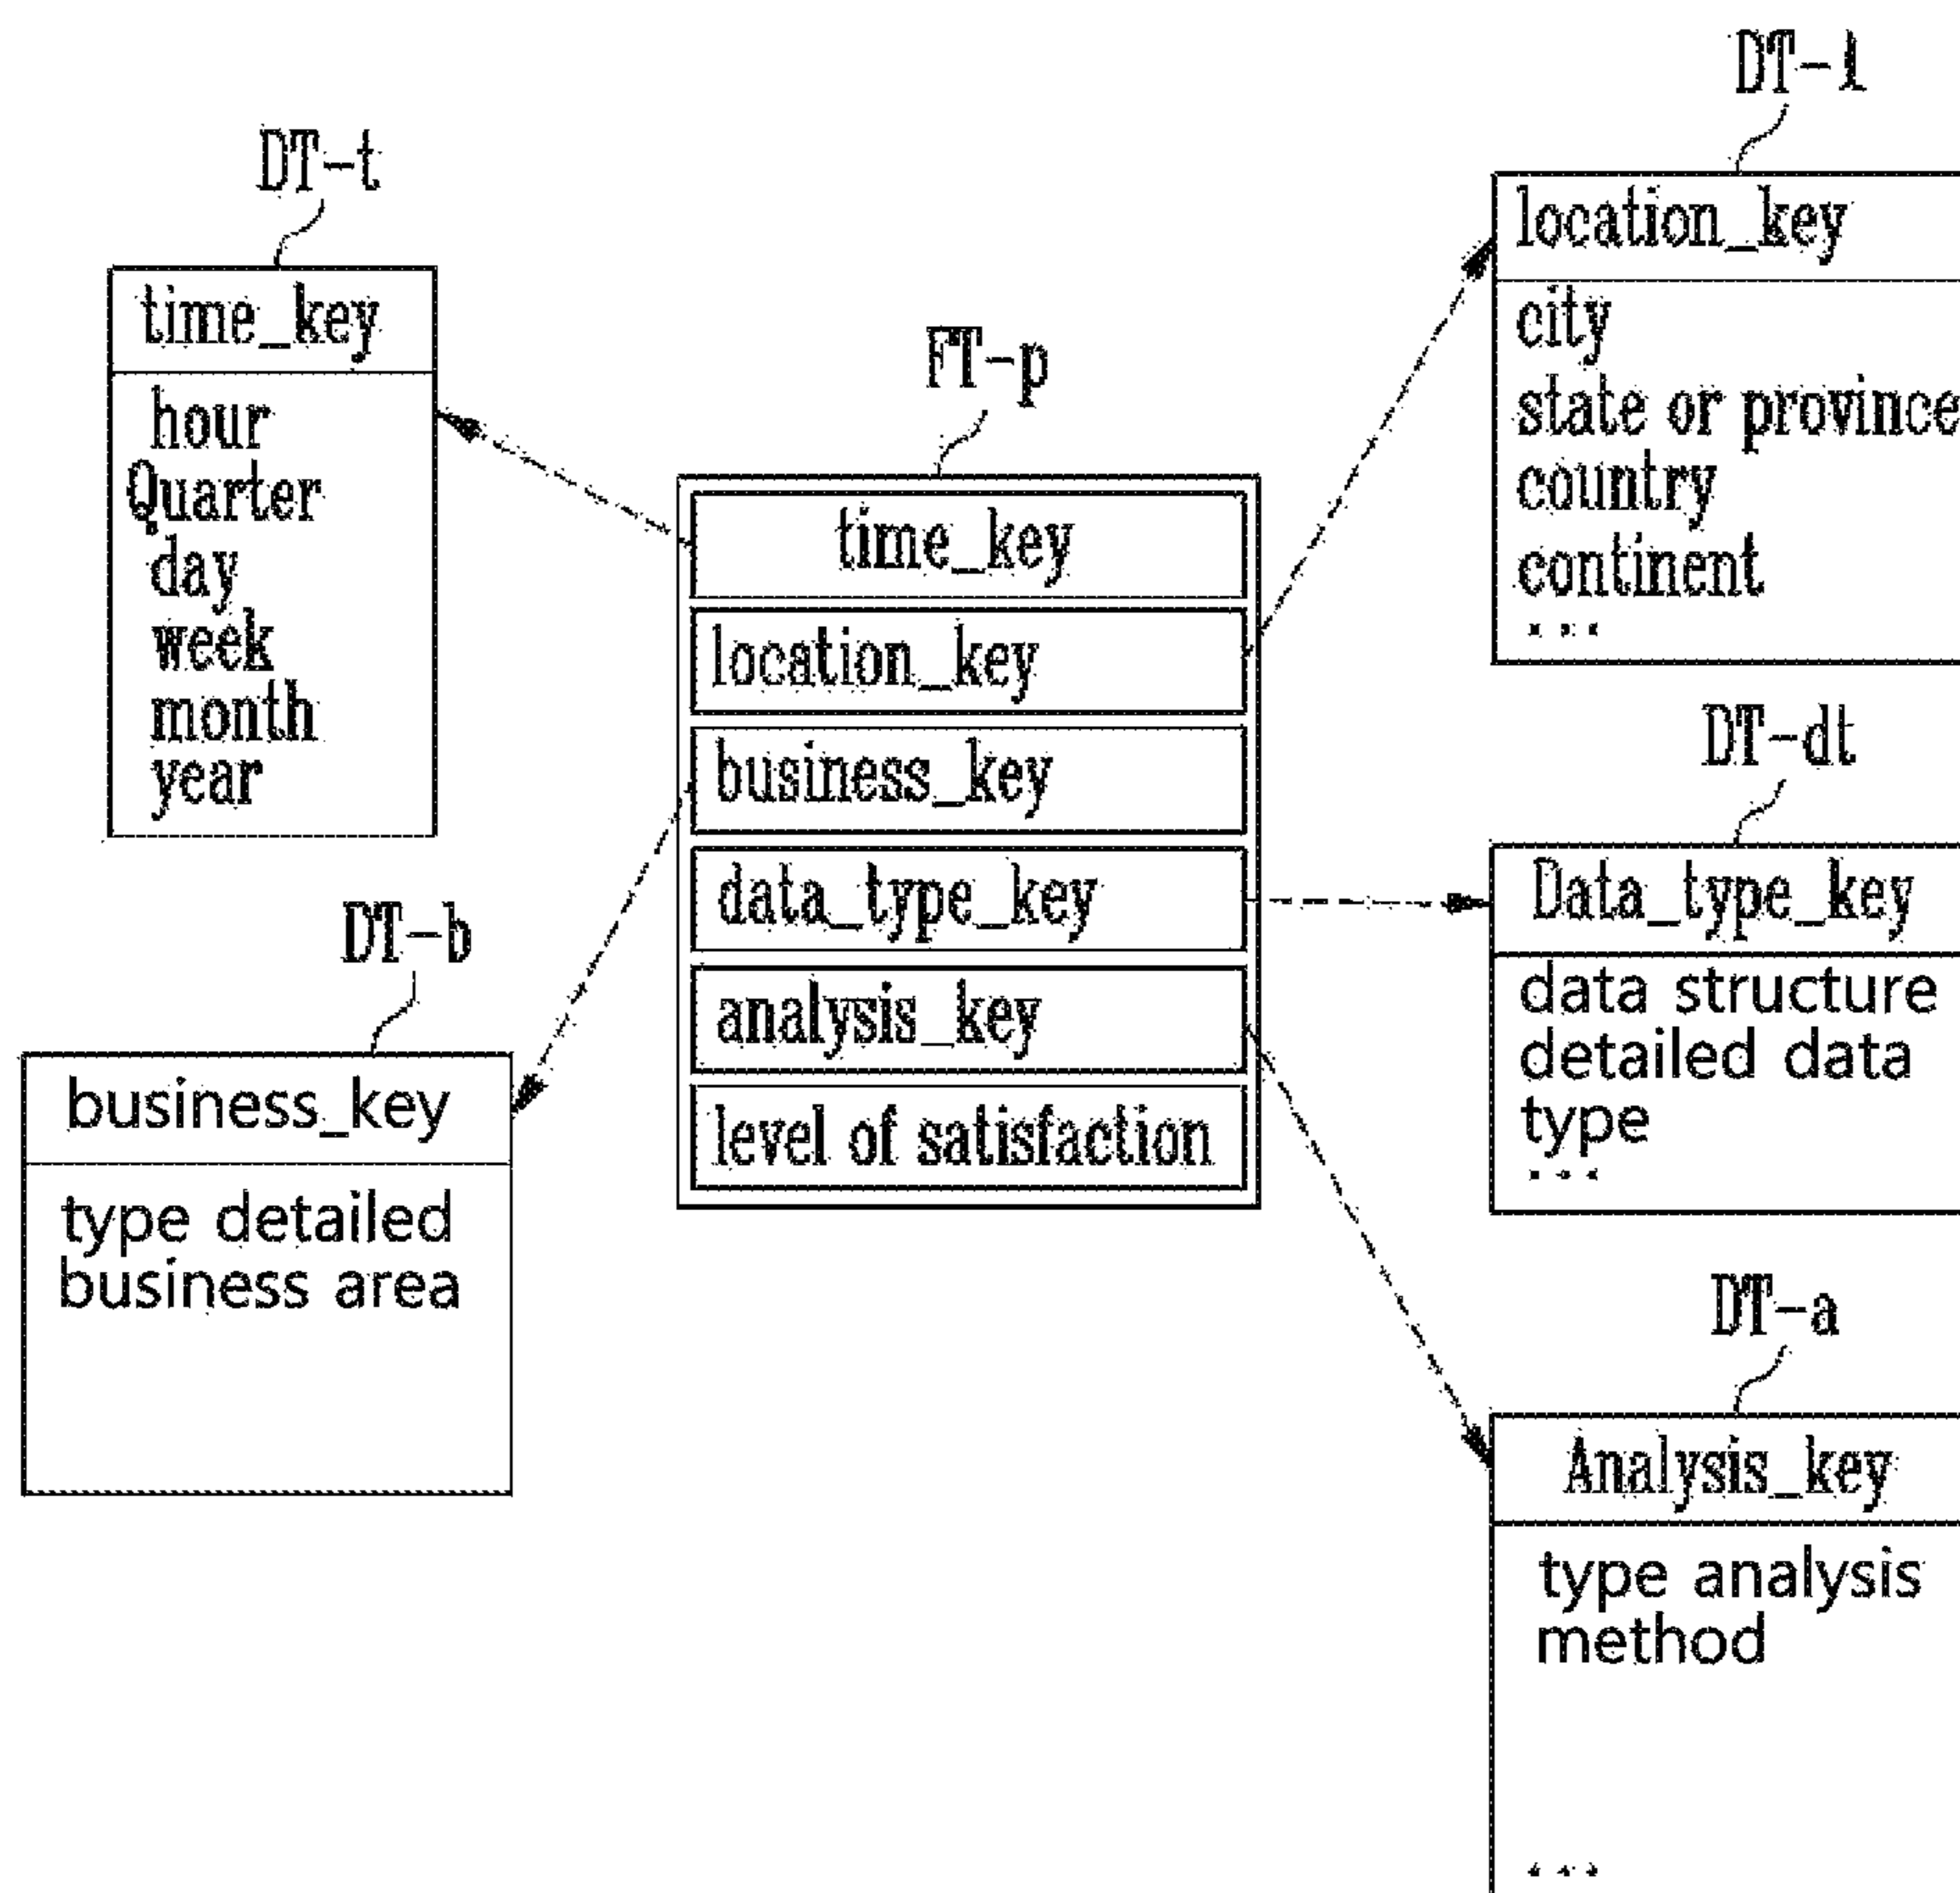 DT-t
time_key
hour
Quarter
day
week
month
year
DT-b
business_key
type detailed
business area
FT-p
time_key
location_key
business_key
data_type_key
analysis_key
level of satisfaction
DT-l
location_key
city
state or province
country
continent
...
DT-dt
Data_type_key
data structure
detailed data
type
...
DT-a
Analysis_key
type analysis
method
...